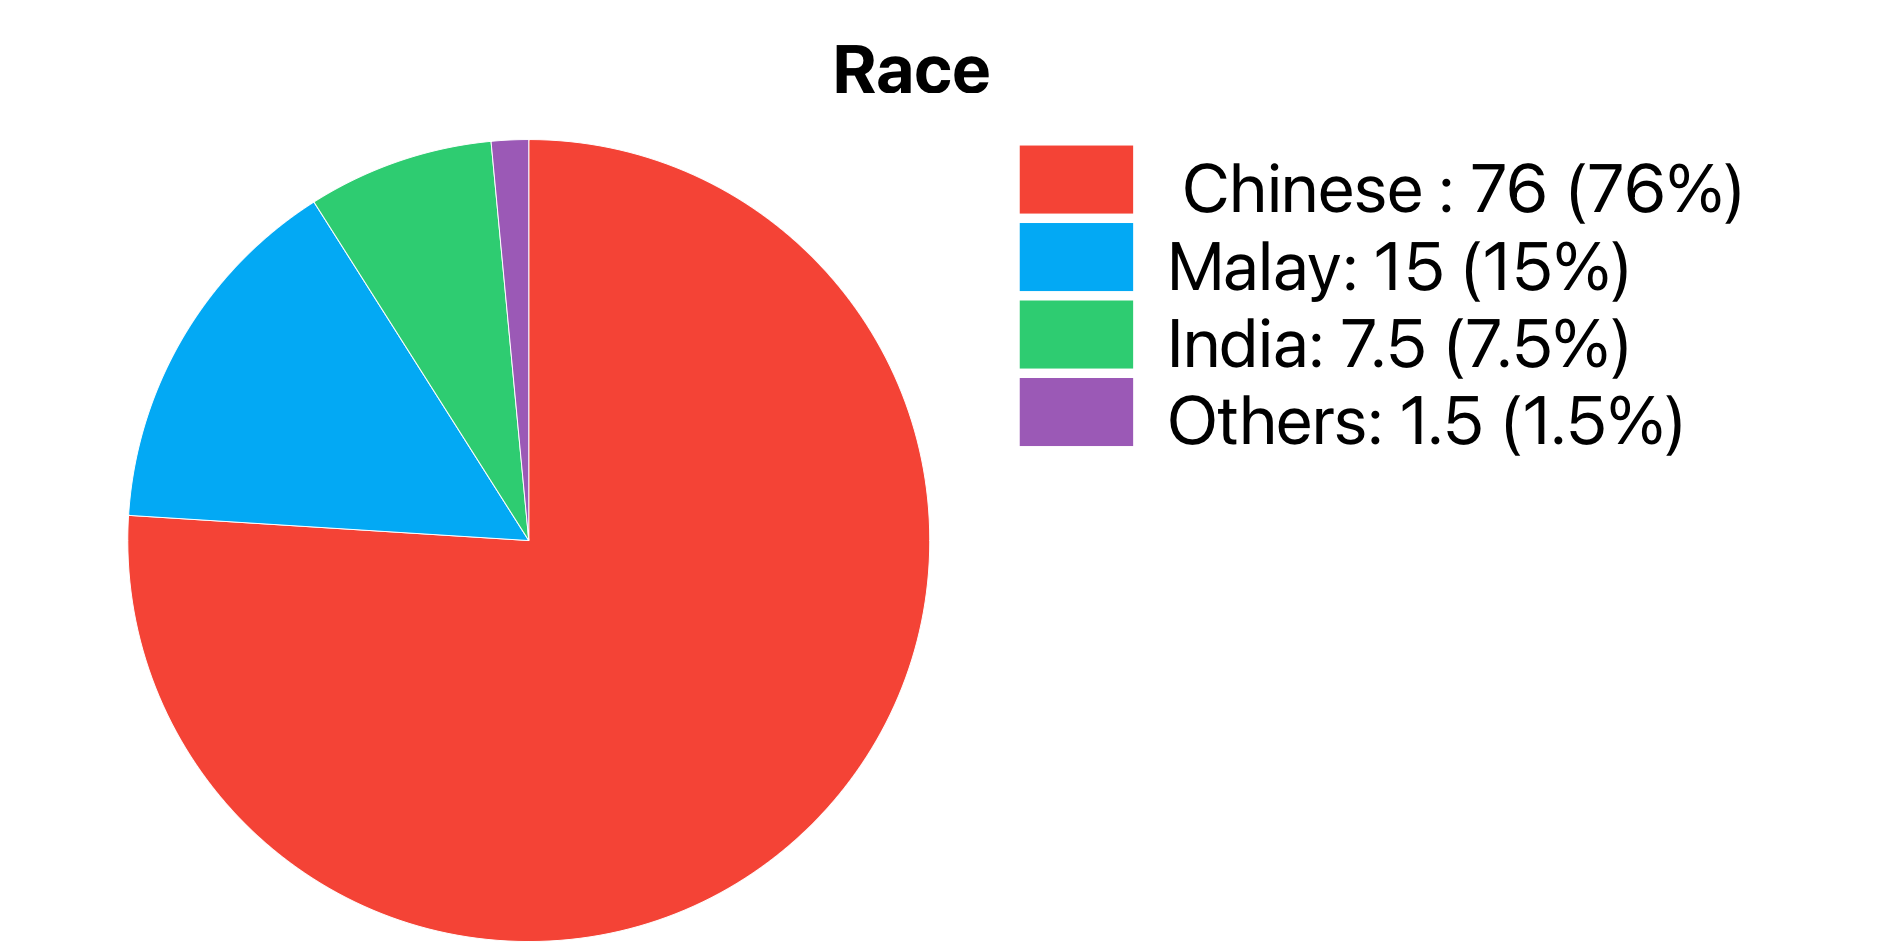 Race
Chinese : 76 (76%)
Malay: 15 (15%)
India: 7.5 (7.5%)
Others: 1.5 (1.5%)